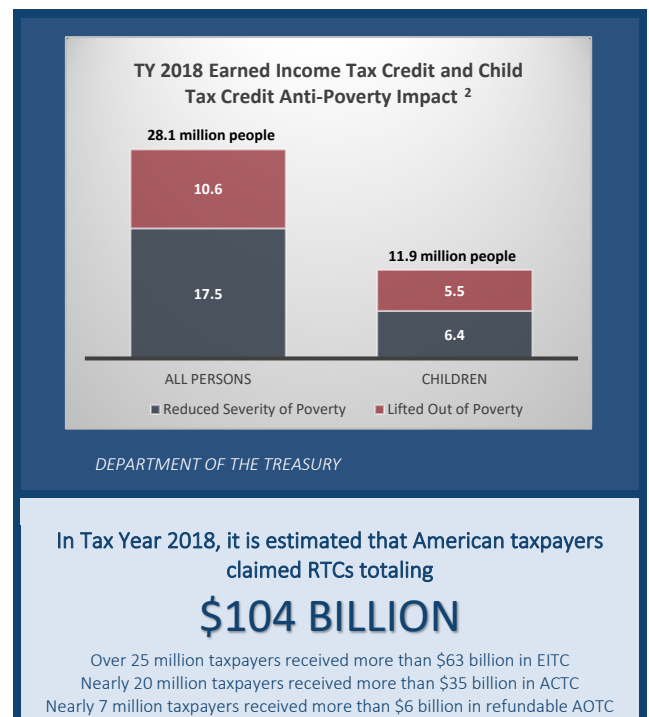 TY 2018 Earned Income Tax Credit and Child
Tax Credit Anti-Poverty Impact ²
28.1 million people
10.6
17.5
11.9 million people
5.5
6.4
ALL PERSONS CHILDREN
Reduced Severity of Poverty Lifted Out of Poverty
DEPARTMENT OF THE TREASURY
In Tax Year 2018, it is estimated that American taxpayers
claimed RTCs totaling
$104 BILLION
Over 25 million taxpayers received more than $63 billion in EITC
Nearly 20 million taxpayers received more than $35 billion in ACTC
Nearly 7 million taxpayers received more than $6 billion in refundable AOTC